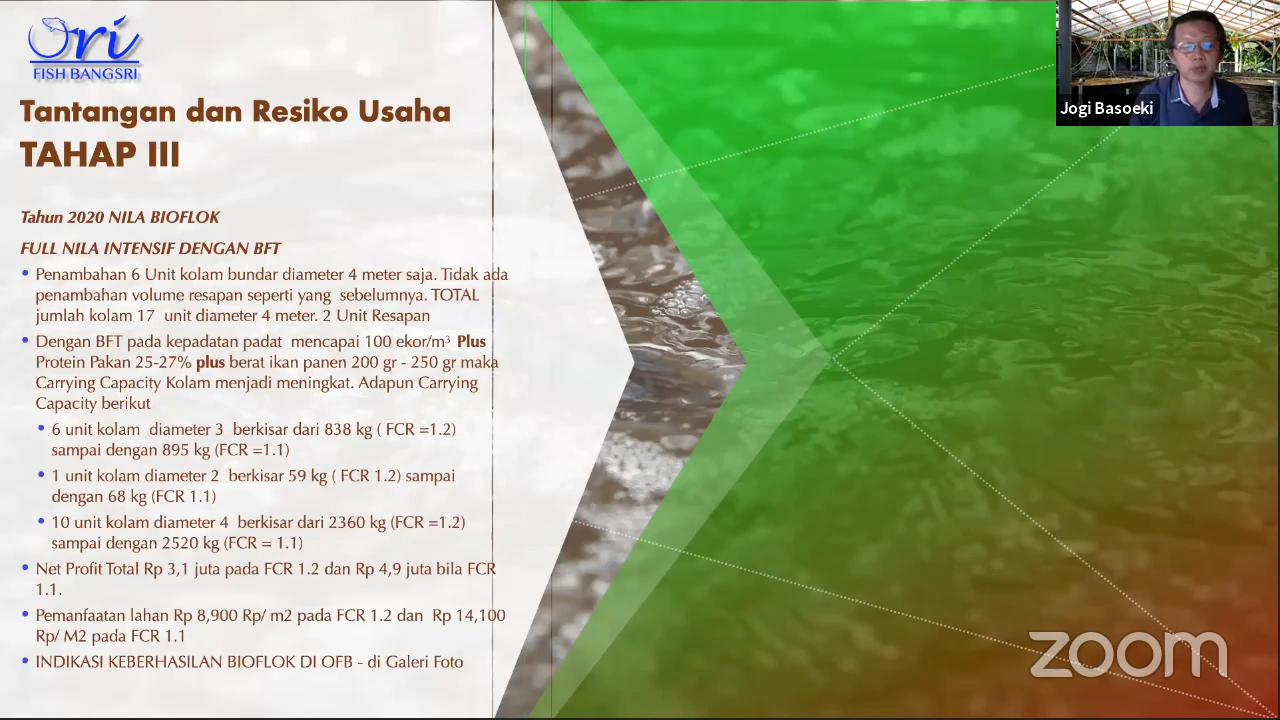 Ori
FISH BANGSRI
Jogi Basoeki
Tantangan dan Resiko Usaha
TAHAP III
Tahun 2020 NILA BIOFLOK
FULL NILA INTENSIF DENGAN BFT
• Penambahan 6 Unit kolam bundar diameter 4 meter saja. Tidak ada
penambahan volume resapan seperti yang sebelumnya. TOTAL
jumlah kolam 17 unit diameter 4 meter. 2 Unit Resapan
• Dengan BFT pada kepadatan padat mencapai 100 ekor/m³ Plus
Protein Pakan 25-27% plus berat ikan panen 200 gr - 250 gr maka
Carrying Capacity Kolam menjadi meningkat. Adapun Carrying
Capacity berikut
• 6 unit kolam diameter 3 berkisar dari 838 kg ( FCR =1.2)
sampai dengan 895 kg (FCR =1.1)
• 1 unit kolam diameter 2 berkisar 59 kg ( FCR 1.2) sampai
dengan 68 kg (FCR 1.1)
• 10 unit kolam diameter 4 berkisar dari 2360 kg (FCR =1.2)
sampai dengan 2520 kg (FCR = 1.1)
• Net Profit Total Rp 3,1 juta pada FCR 1.2 dan Rp 4,9 juta bila FCR
1.1.
• Pemanfaatan lahan Rp 8,900 Rp/ m2 pada FCR 1.2 dan Rp 14,100
Rp/ M2 pada FCR 1.1
• INDIKASI KEBERHASILAN BIOFLOK DI OFB - di Galeri Foto
zoom